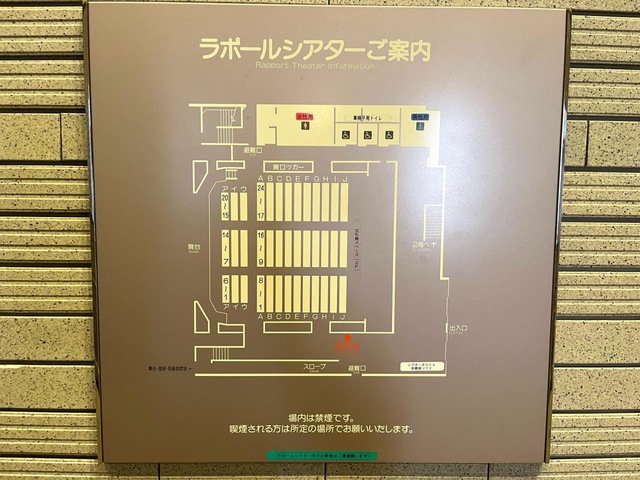 ラポールシアターご案内
Rapport Theater Information
女性用
車椅子用トイレ
男性用
避難口
貸ロッカー
A B C D E F G H I J
ア イ ウ
20～15
24～17
舞台
14～7
16～9
2階へ
6～1
8～1
ア イ ウ
A B C D E F G H I J
出入口
スロープ
避難口
場内は禁煙です。
喫煙される方は所定の場所でお願いいたします。